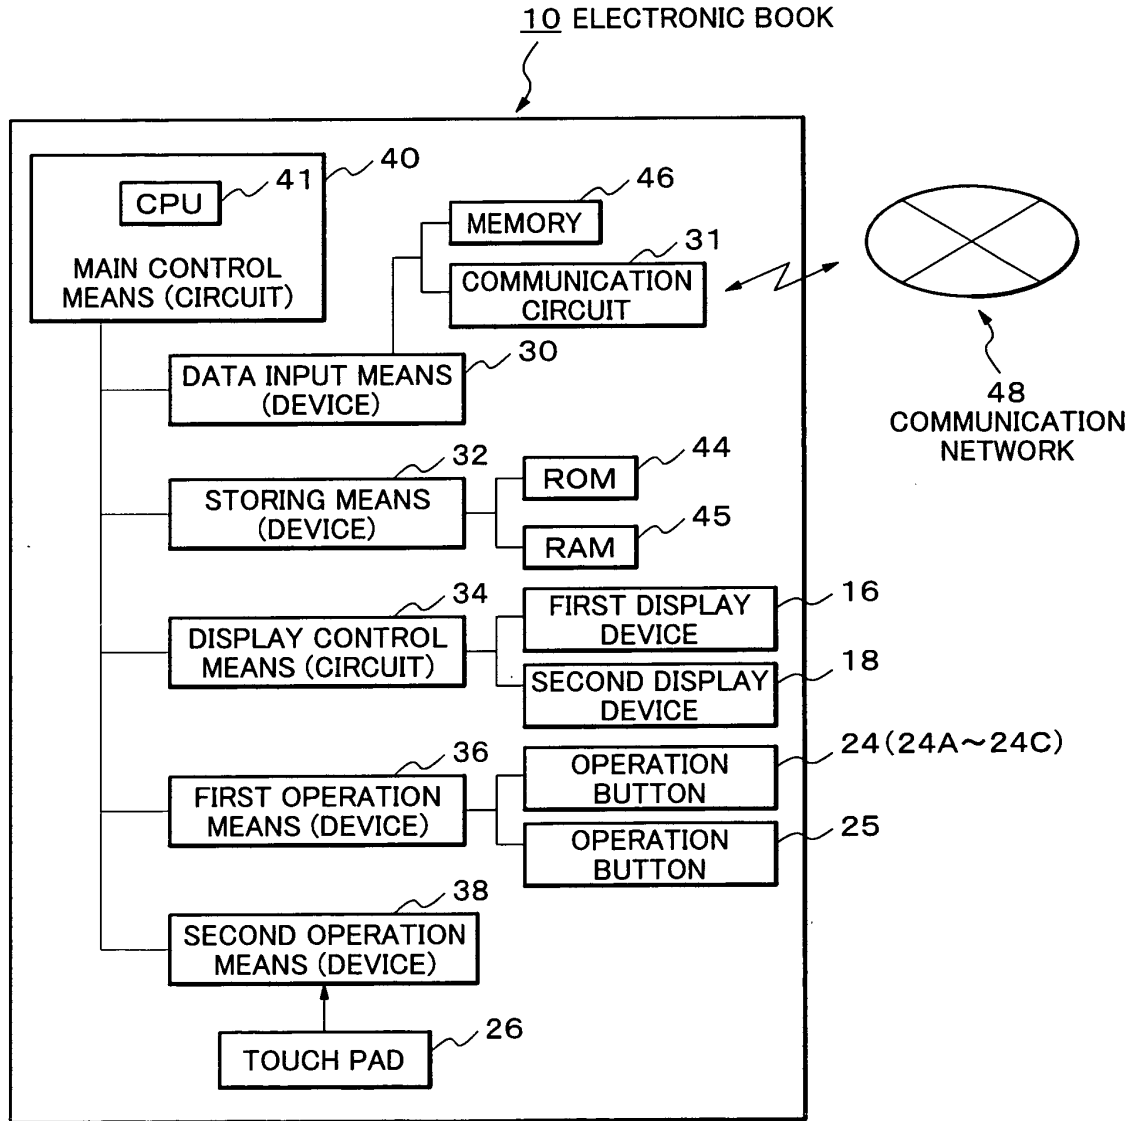 10 ELECTRONIC BOOK
40
41
CPU
MAIN CONTROL
MEANS (CIRCUIT)
46
MEMORY
31
COMMUNICATION
CIRCUIT
48
COMMUNICATION
NETWORK
30
DATA INPUT MEANS
(DEVICE)
32
STORING MEANS
(DEVICE)
44
ROM
45
RAM
34
DISPLAY CONTROL
MEANS (CIRCUIT)
16
FIRST DISPLAY
DEVICE
18
SECOND DISPLAY
DEVICE
36
FIRST OPERATION
MEANS (DEVICE)
24(24A~24C)
OPERATION
BUTTON
25
OPERATION
BUTTON
38
SECOND OPERATION
MEANS (DEVICE)
26
TOUCH PAD